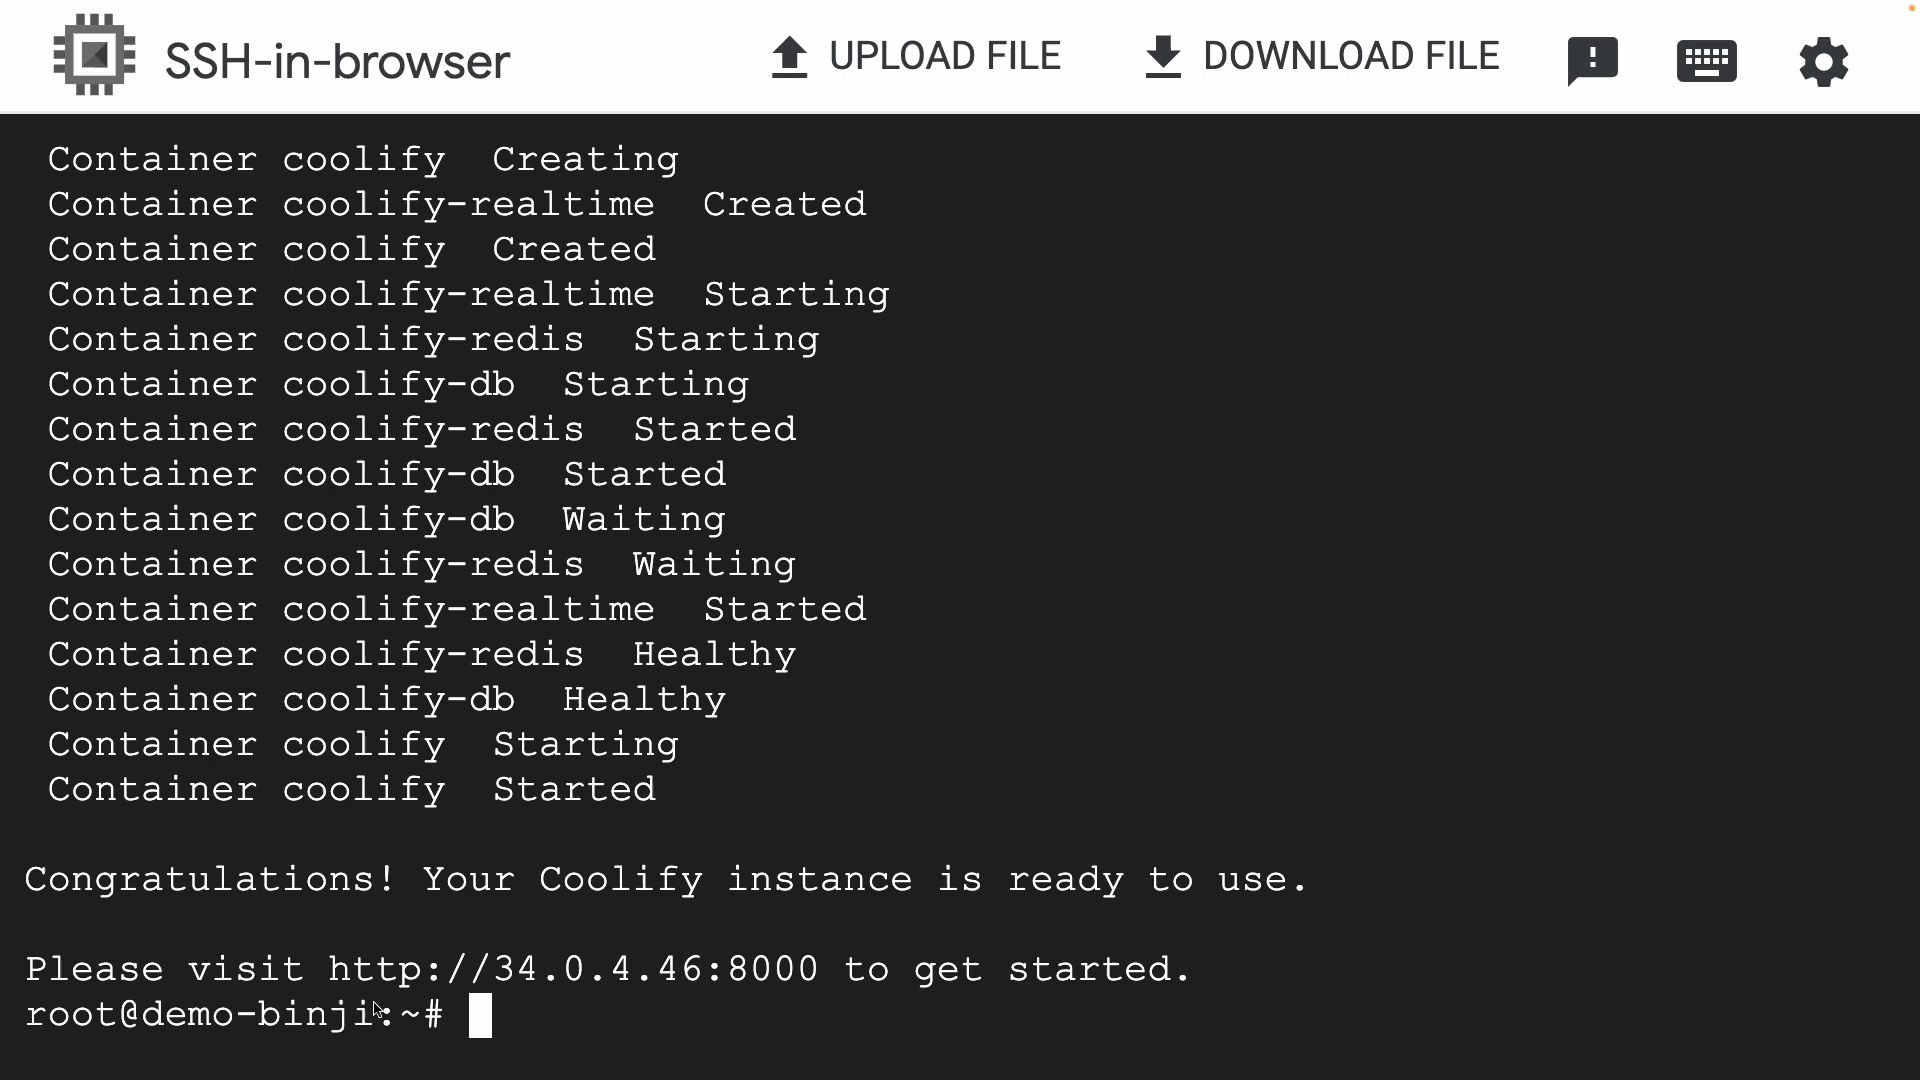 SSH-in-browser UPLOAD FILE DOWNLOAD FILE
Container coolify  Creating
Container coolify-realtime  Created
Container coolify  Created
Container coolify-realtime  Starting
Container coolify-redis  Starting
Container coolify-db  Starting
Container coolify-redis  Started
Container coolify-db  Started
Container coolify-db  Waiting
Container coolify-redis  Waiting
Container coolify-realtime  Started
Container coolify-redis  Healthy
Container coolify-db  Healthy
Container coolify  Starting
Container coolify  Started
Congratulations! Your Coolify instance is ready to use.
Please visit http://34.0.4.46:8000 to get started.
root@demo-binji:~#